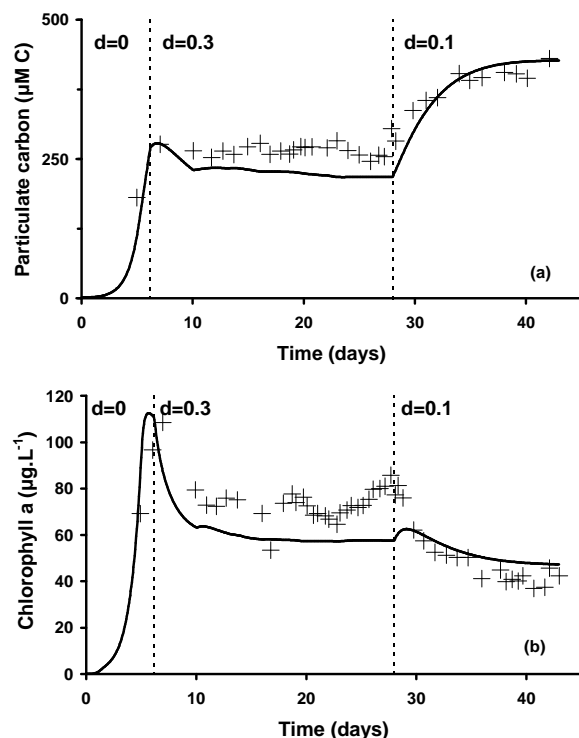 500
d=0 d=0.3 d=0.1
Particulate carbon (µM C)
250
(a)
0
0 10 20 30 40
Time (days)
120
d=0 d=0.3 d=0.1
100
80
Chlorophyll a (µg.L⁻¹)
60
40
20
(b)
0
0 10 20 30 40
Time (days)